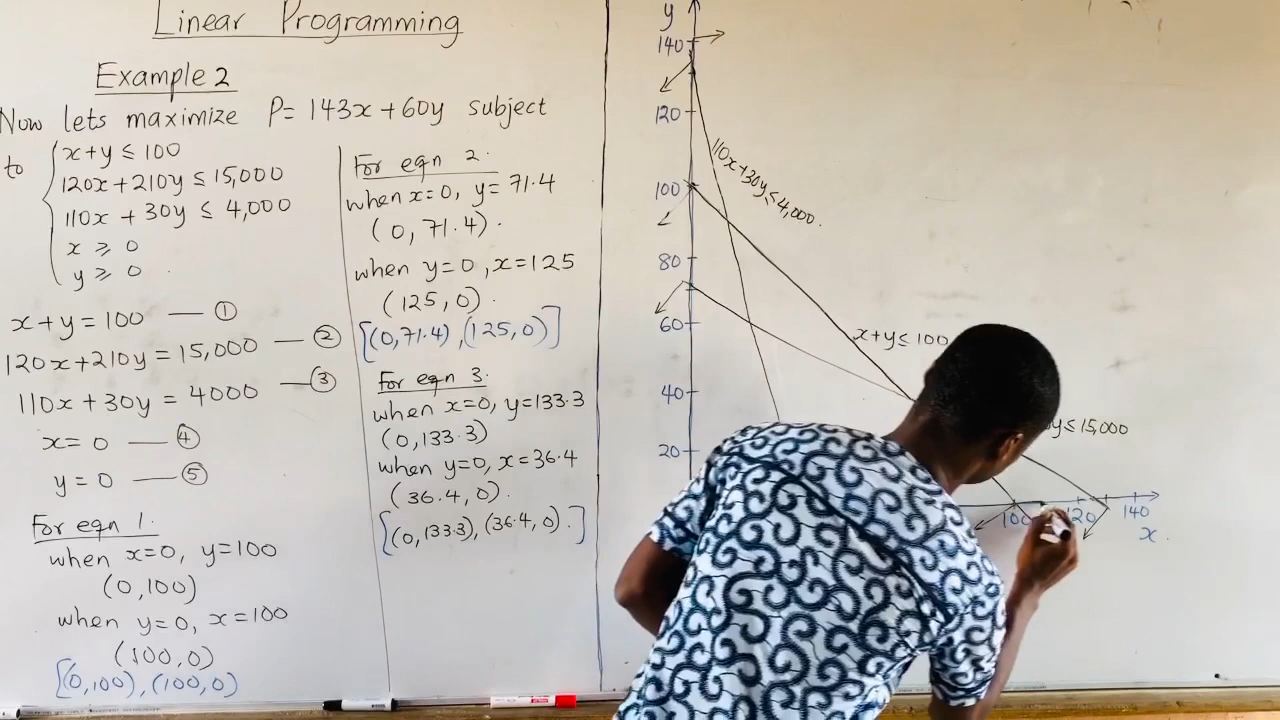 Linear Programming
Example 2
Now lets maximize P= 143x+60y subject
to
x+y ≤ 100
120x+210y ≤ 15,000
110x + 30y ≤ 4,000
x ≥ 0
y ≥ 0
x+y = 100 — ①
120x+210y = 15,000 — ②
110x + 30y = 4000 — ③
x = 0 — ④
y = 0 — ⑤
For eqn 1.
when x=0, y=100
(0,100)
when y=0, x=100
(100,0)
[(0,100), (100,0)]
For eqn 2.
when x=0, y= 71.4
(0, 71.4).
when y=0, x=125
(125,0).
[(0,71.4), (125,0)]
For eqn 3.
when x=0, y=133.3
(0,133.3)
when y=0, x=36.4
(36.4, 0).
[(0,133.3), (36.4, 0).]
y
140
120
100
80
60
40
20
110x+30y≤4,000.
x+y≤100
y≤15,000
100
120
140
x.